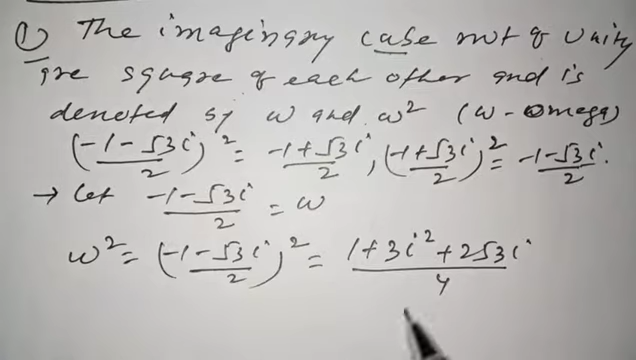 ① The imaginary cube root of unity
are square of each other and is
denoted by ω and ω² (ω - Omega)
((-1-√3i)/2)² = (-1+√3i)/2, ((-1+√3i)/2)² = (-1-√3i)/2.
→ let (-1-√3i)/2 = ω
ω² = ((-1-√3i)/2)² = (1+3i²+2√3i)/4